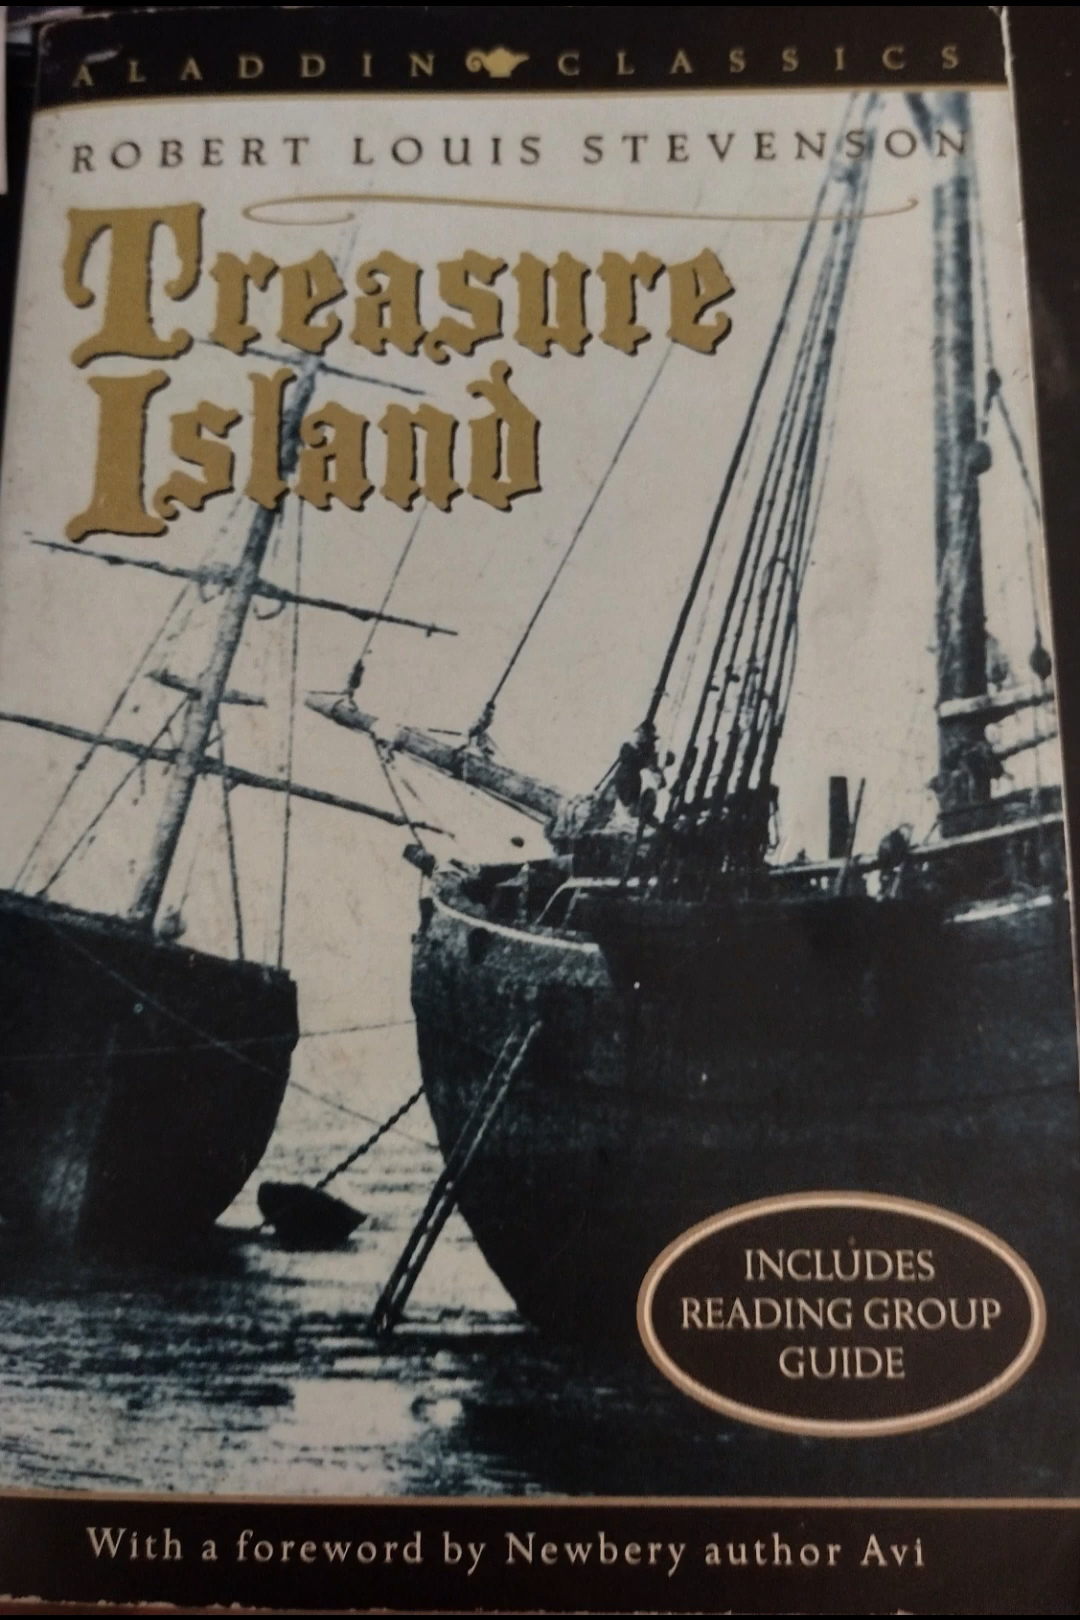 ALADDIN CLASSICS
ROBERT LOUIS STEVENSON
Treasure
Island
INCLUDES
READING GROUP
GUIDE
With a foreword by Newbery author Avi